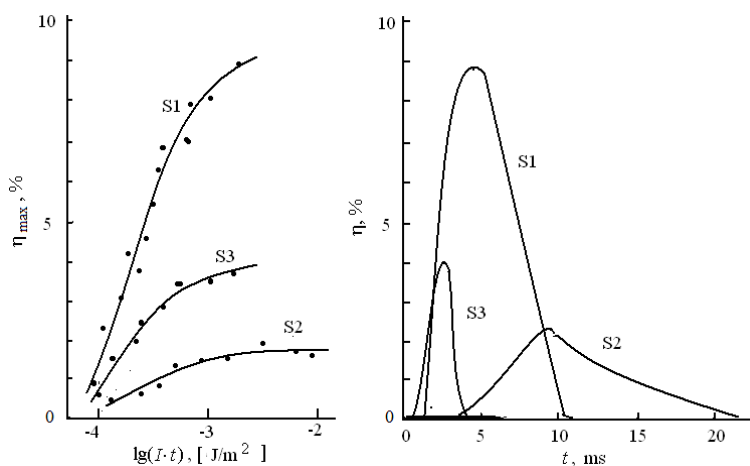 10
5
0
η max , %
S1
S3
S2
-4 -3 -2
lg(I·t), [ J/m 2 ]
10
5
0
η, %
S1
S3
S2
0 5 10 15 20
t, ms